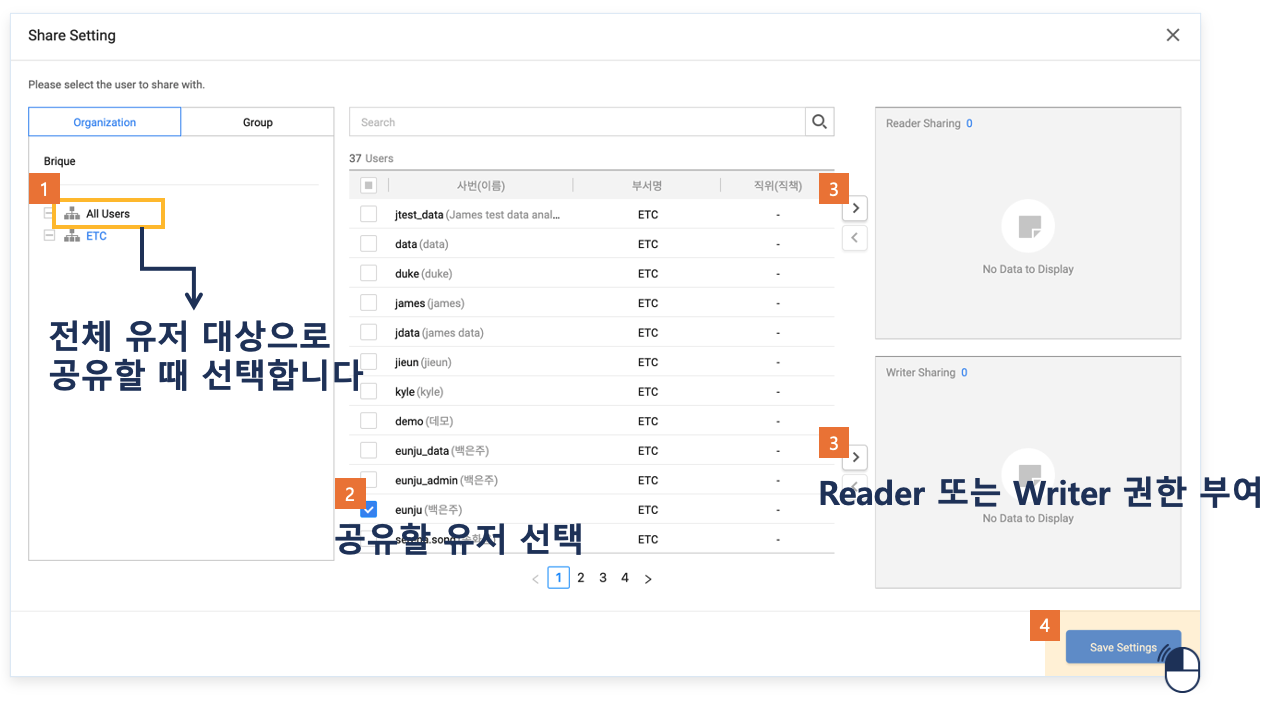 Share Setting
Please select the user to share with.
Organization
Group
Brique
1
All Users
ETC
전체 유저 대상으로
공유할 때 선택합니다
Search
37 Users
사번(이름) 부서명 직위(직책)
jtest_data (James test data anal... ETC -
data (data) ETC -
duke (duke) ETC -
james (james) ETC -
jdata (james data) ETC -
jieun (jieun) ETC -
kyle (kyle) ETC -
demo (데모) ETC -
eunju_data (백은주) ETC -
eunju_admin (백은주) ETC -
2
eunju (백은주) ETC -
공유할 유저 선택
ETC -
< 1 2 3 4 >
3
>
<
Reader Sharing 0
No Data to Display
3
>
Writer Sharing 0
Reader 또는 Writer 권한 부여
No Data to Display
4
Save Settings